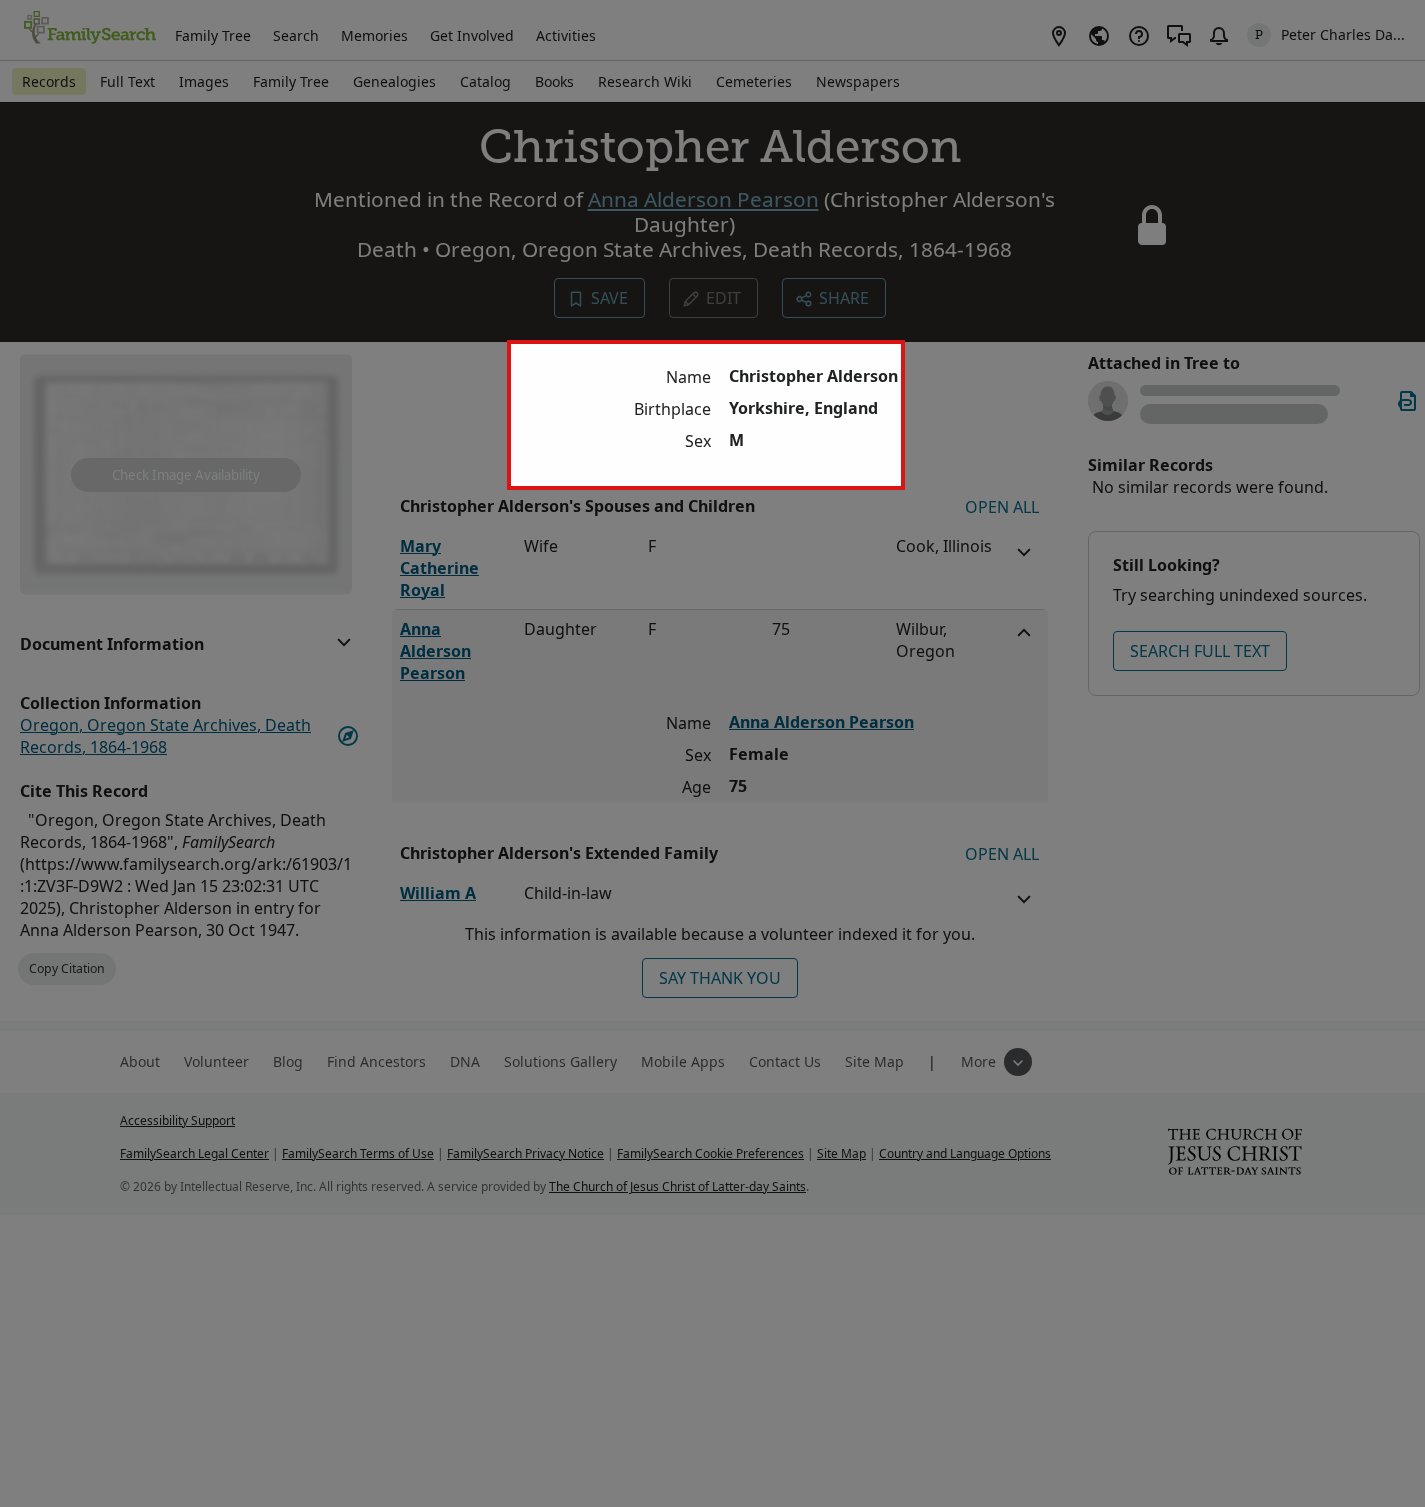 FamilySearch
Family Tree
Search
Memories
Get Involved
Activities
P
Peter Charles Da...
Records
Full Text
Images
Family Tree
Genealogies
Catalog
Books
Research Wiki
Cemeteries
Newspapers
Christopher Alderson
Mentioned in the Record of Anna Alderson Pearson (Christopher Alderson's
Daughter)
Death • Oregon, Oregon State Archives, Death Records, 1864-1968
SAVE
EDIT
SHARE
Check Image Availability
Document Information
Collection Information
Oregon, Oregon State Archives, Death
Records, 1864-1968
Cite This Record
"Oregon, Oregon State Archives, Death
Records, 1864-1968", FamilySearch
(https://www.familysearch.org/ark:/61903/1
:1:ZV3F-D9W2 : Wed Jan 15 23:02:31 UTC
2025), Christopher Alderson in entry for
Anna Alderson Pearson, 30 Oct 1947.
Copy Citation
Name Christopher Alderson
Birthplace Yorkshire, England
Sex M
Christopher Alderson's Spouses and Children
OPEN ALL
Mary
Catherine
Royal
Wife
F
Cook, Illinois
Anna
Alderson
Pearson
Daughter
F
75
Wilbur,
Oregon
Name Anna Alderson Pearson
Sex Female
Age 75
Christopher Alderson's Extended Family
OPEN ALL
William A
Child-in-law
This information is available because a volunteer indexed it for you.
SAY THANK YOU
Attached in Tree to
Similar Records
No similar records were found.
Still Looking?
Try searching unindexed sources.
SEARCH FULL TEXT
About
Volunteer
Blog
Find Ancestors
DNA
Solutions Gallery
Mobile Apps
Contact Us
Site Map
|
More
Accessibility Support
FamilySearch Legal Center | FamilySearch Terms of Use | FamilySearch Privacy Notice | FamilySearch Cookie Preferences | Site Map | Country and Language Options
© 2026 by Intellectual Reserve, Inc. All rights reserved. A service provided by The Church of Jesus Christ of Latter-day Saints.
THE CHURCH OF
JESUS CHRIST
OF LATTER-DAY SAINTS